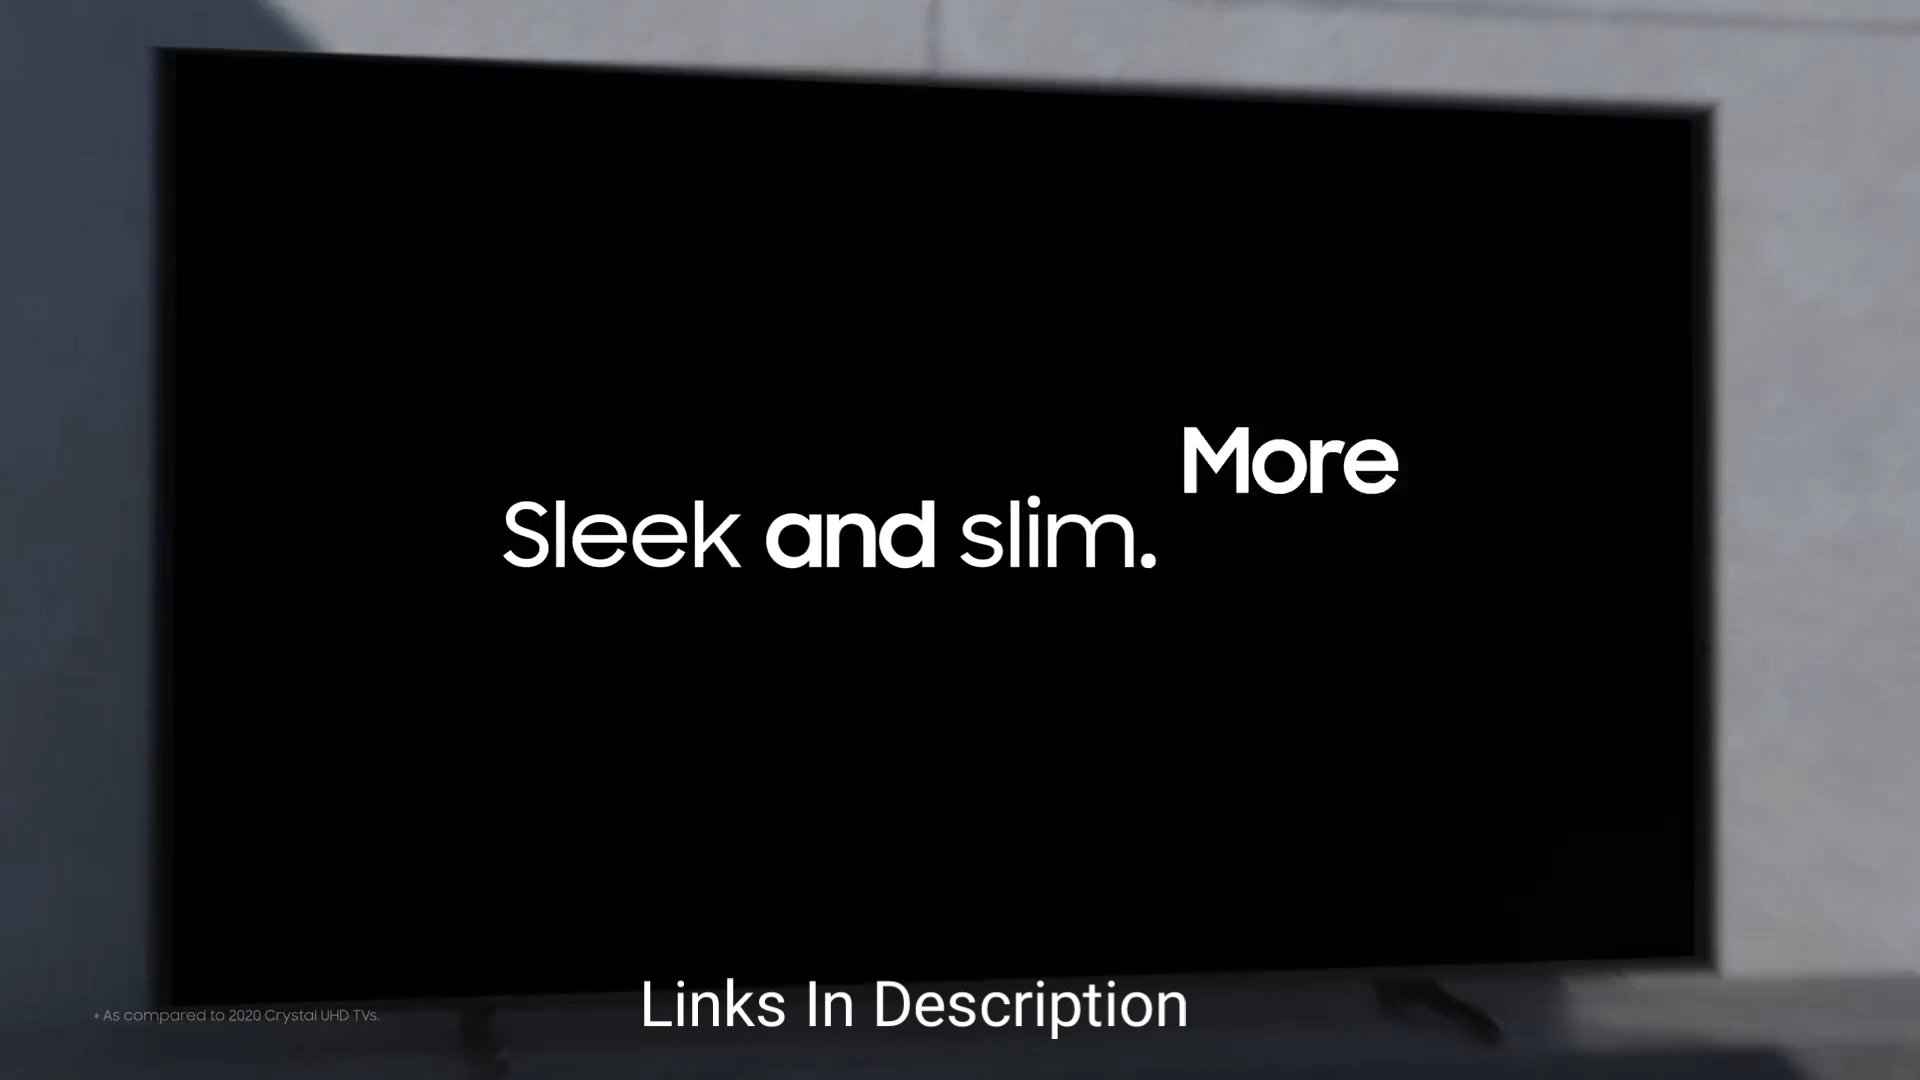 Sleek and slim. More
Links In Description
* As compared to 2020 Crystal UHD TVs.